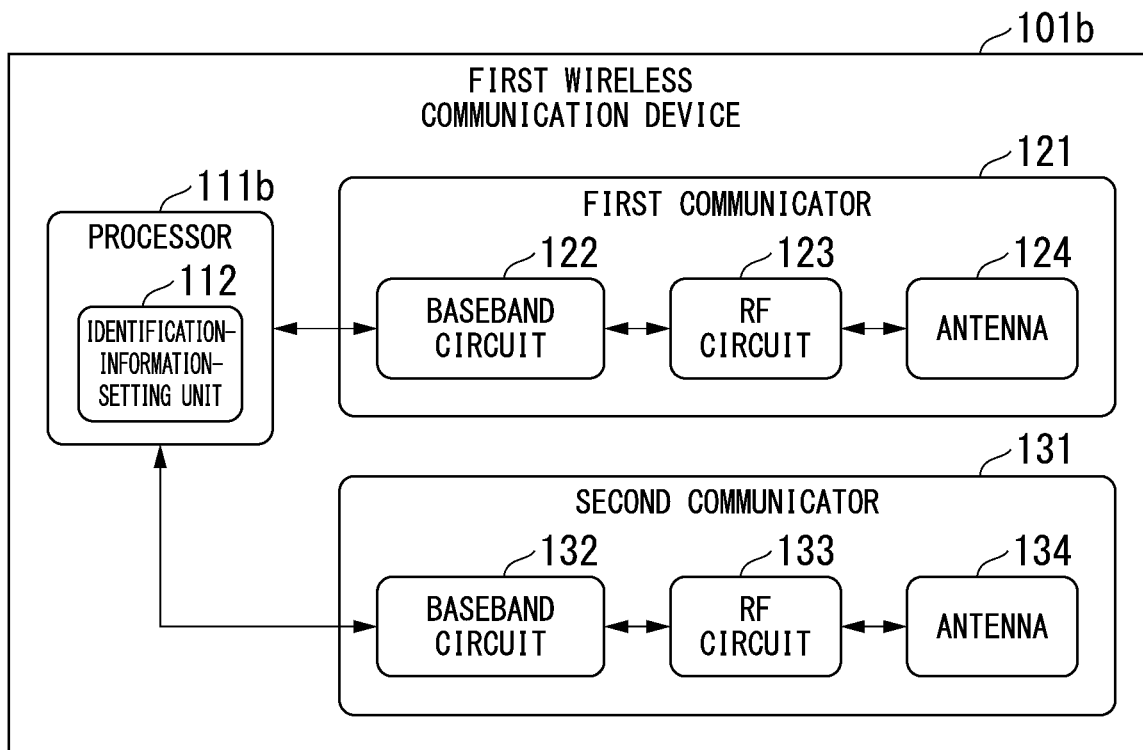 101b
FIRST WIRELESS
COMMUNICATION DEVICE
111b
PROCESSOR
112
IDENTIFICATION-
INFORMATION-
SETTING UNIT
121
FIRST COMMUNICATOR
122
BASEBAND
CIRCUIT
123
RF
CIRCUIT
124
ANTENNA
131
SECOND COMMUNICATOR
132
BASEBAND
CIRCUIT
133
RF
CIRCUIT
134
ANTENNA